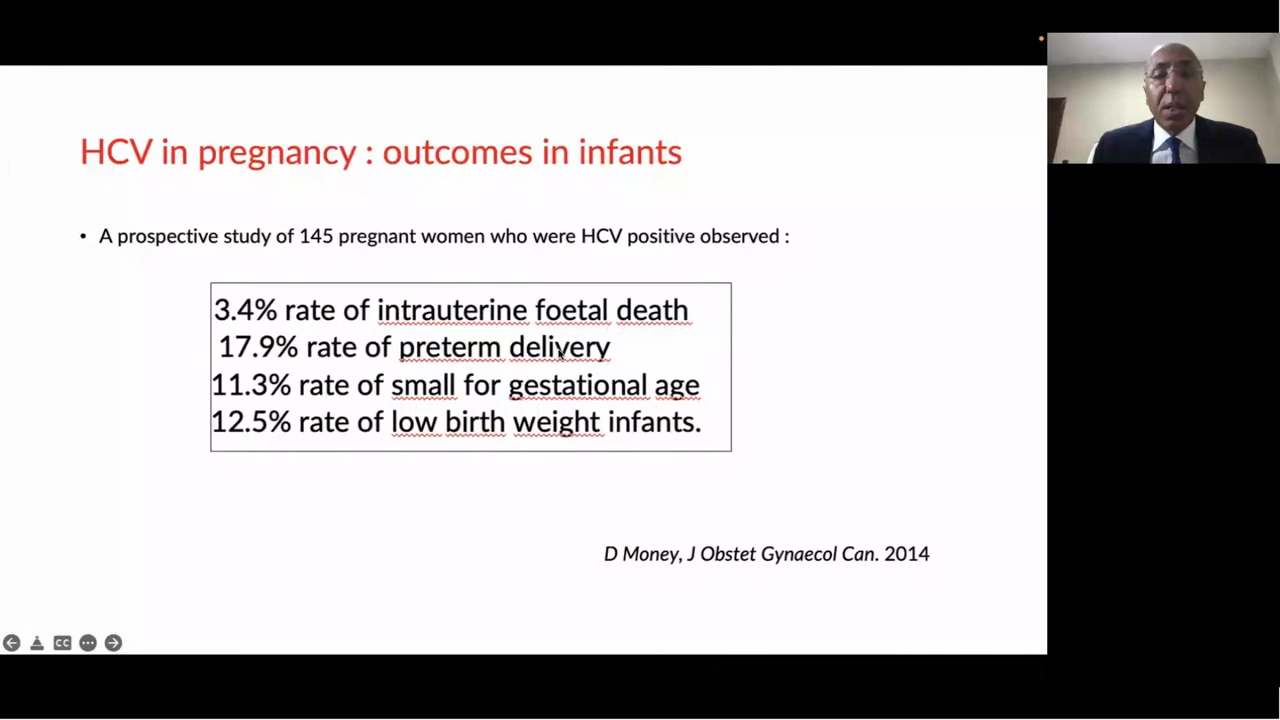 HCV in pregnancy : outcomes in infants
• A prospective study of 145 pregnant women who were HCV positive observed :
3.4% rate of intrauterine foetal death
17.9% rate of preterm delivery
11.3% rate of small for gestational age
12.5% rate of low birth weight infants.
D Money, J Obstet Gynaecol Can. 2014
CC